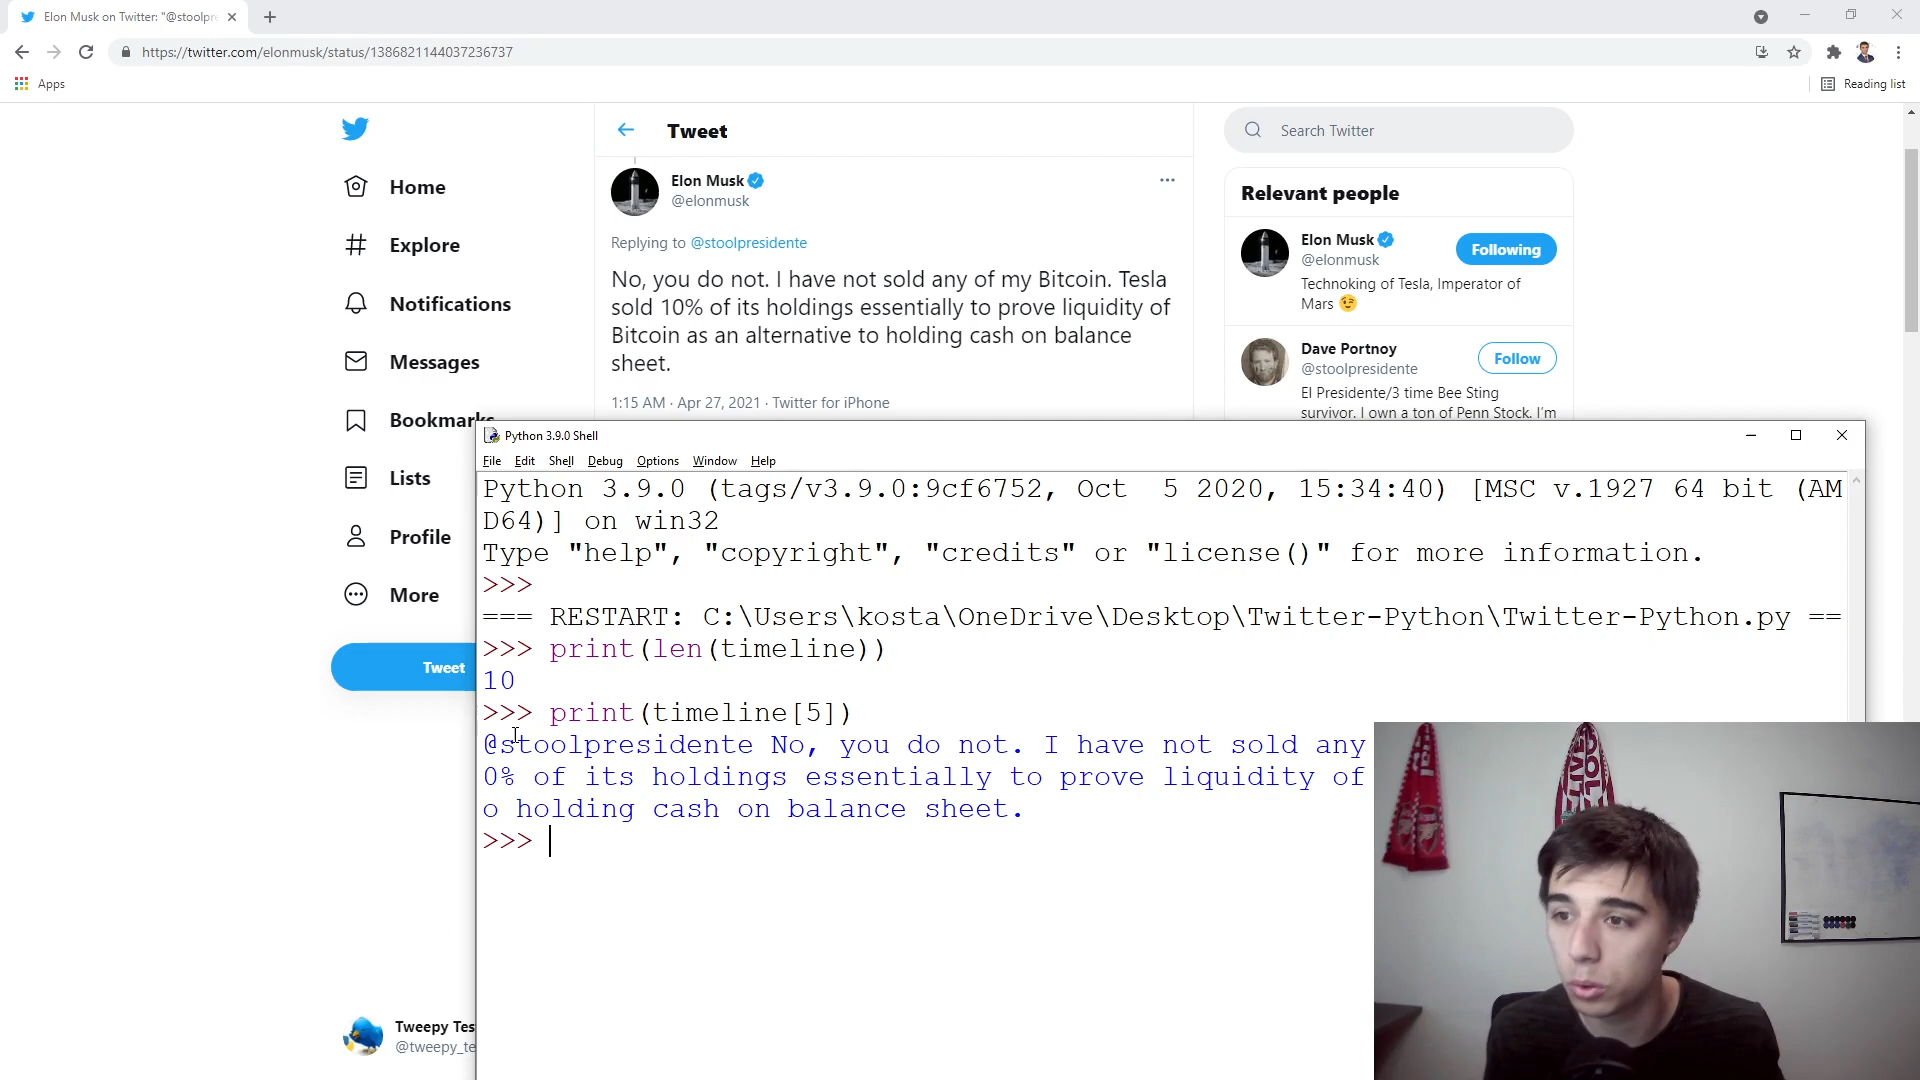 Elon Musk on Twitter: "@stoolpre
https://twitter.com/elonmusk/status/1386821144037236737
Apps
Reading list
Home
Explore
Notifications
Messages
Bookmarks
Lists
Profile
More
Tweet
Tweepy Tes
@tweepy_te
Tweet
Elon Musk
@elonmusk
Replying to @stoolpresidente
No, you do not. I have not sold any of my Bitcoin. Tesla
sold 10% of its holdings essentially to prove liquidity of
Bitcoin as an alternative to holding cash on balance
sheet.
1:15 AM · Apr 27, 2021 · Twitter for iPhone
Search Twitter
Relevant people
Elon Musk
@elonmusk
Following
Technoking of Tesla, Imperator of
Mars 😉
Dave Portnoy
@stoolpresidente
Follow
El Presidente/3 time Bee Sting
survivor. I own a ton of Penn Stock. I'm
Python 3.9.0 Shell
File Edit Shell Debug Options Window Help
Python 3.9.0 (tags/v3.9.0:9cf6752, Oct  5 2020, 15:34:40) [MSC v.1927 64 bit (AM
D64)] on win32
Type "help", "copyright", "credits" or "license()" for more information.
>>>
=== RESTART: C:\Users\kosta\OneDrive\Desktop\Twitter-Python\Twitter-Python.py ==
>>> print(len(timeline))
10
>>> print(timeline[5])
@stoolpresidente No, you do not. I have not sold any
0% of its holdings essentially to prove liquidity of
o holding cash on balance sheet.
>>>